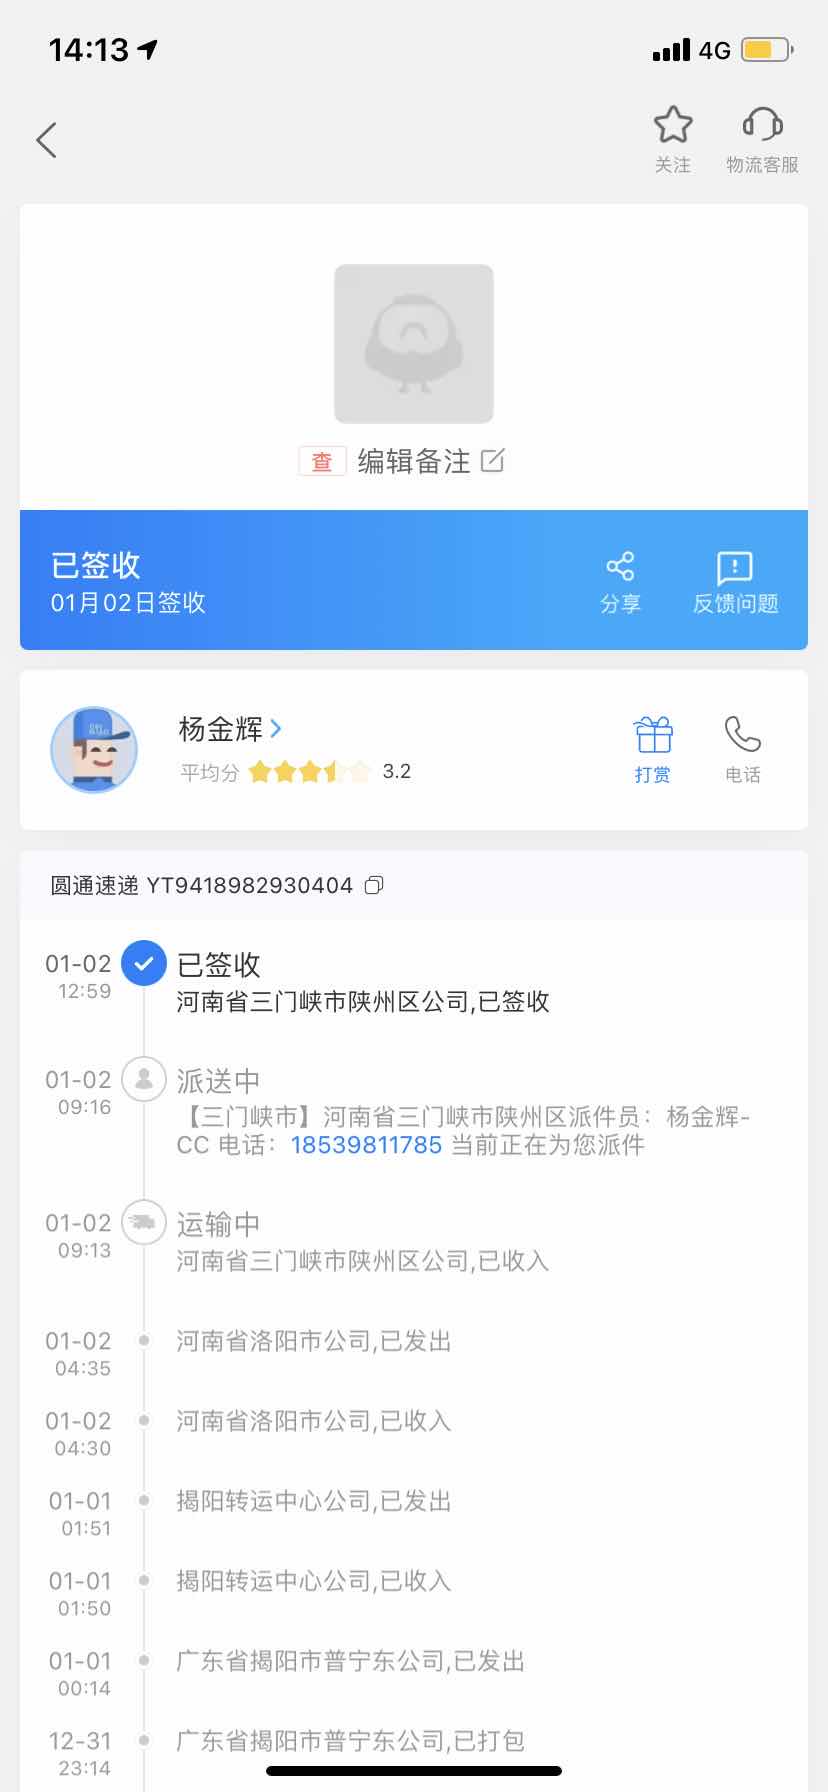 14:13
4G
关注
物流客服
查 编辑备注
已签收
01月02日签收
分享
反馈问题
杨金辉
平均分 3.2
打赏
电话
圆通速递 YT9418982930404
01-02 已签收
12:59 河南省三门峡市陕州区公司,已签收
01-02 派送中
09:16 【三门峡市】河南省三门峡市陕州区派件员：杨金辉-
CC 电话：18539811785 当前正在为您派件
01-02 运输中
09:13 河南省三门峡市陕州区公司,已收入
01-02 河南省洛阳市公司,已发出
04:35
01-02 河南省洛阳市公司,已收入
04:30
01-01 揭阳转运中心公司,已发出
01:51
01-01 揭阳转运中心公司,已收入
01:50
01-01 广东省揭阳市普宁东公司,已发出
00:14
12-31 广东省揭阳市普宁东公司,已打包
23:14